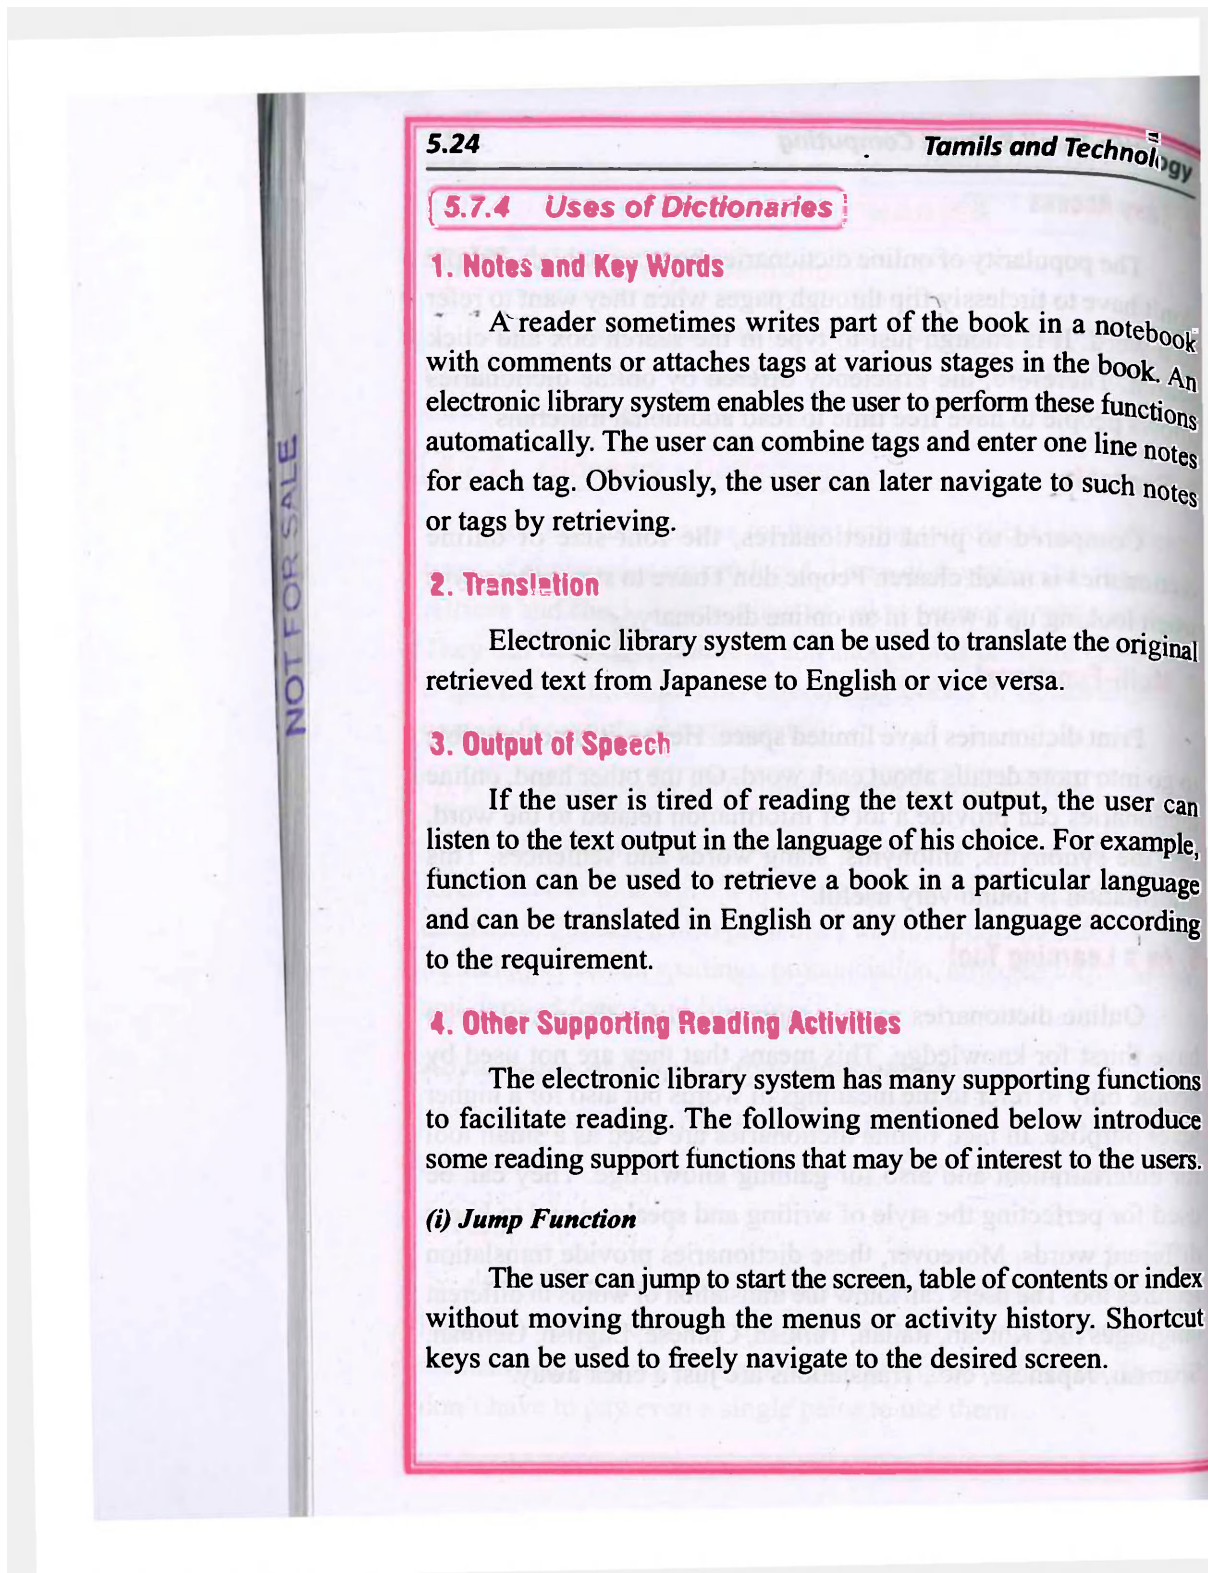 5.24
Tamils and Technology
5.7.4 Uses of Dictionaries
1. Notes and Key Words
A reader sometimes writes part of the book in a notebook
with comments or attaches tags at various stages in the book. An
electronic library system enables the user to perform these functions
automatically. The user can combine tags and enter one line notes
for each tag. Obviously, the user can later navigate to such notes
or tags by retrieving.
2. Translation
Electronic library system can be used to translate the original
retrieved text from Japanese to English or vice versa.
3. Output of Speech
If the user is tired of reading the text output, the user can
listen to the text output in the language of his choice. For example,
function can be used to retrieve a book in a particular language
and can be translated in English or any other language according
to the requirement.
4. Other Supporting Reading Activities
The electronic library system has many supporting functions
to facilitate reading. The following mentioned below introduce
some reading support functions that may be of interest to the users.
(i) Jump Function
The user can jump to start the screen, table of contents or index
without moving through the menus or activity history. Shortcut
keys can be used to freely navigate to the desired screen.
NOT FOR SALE